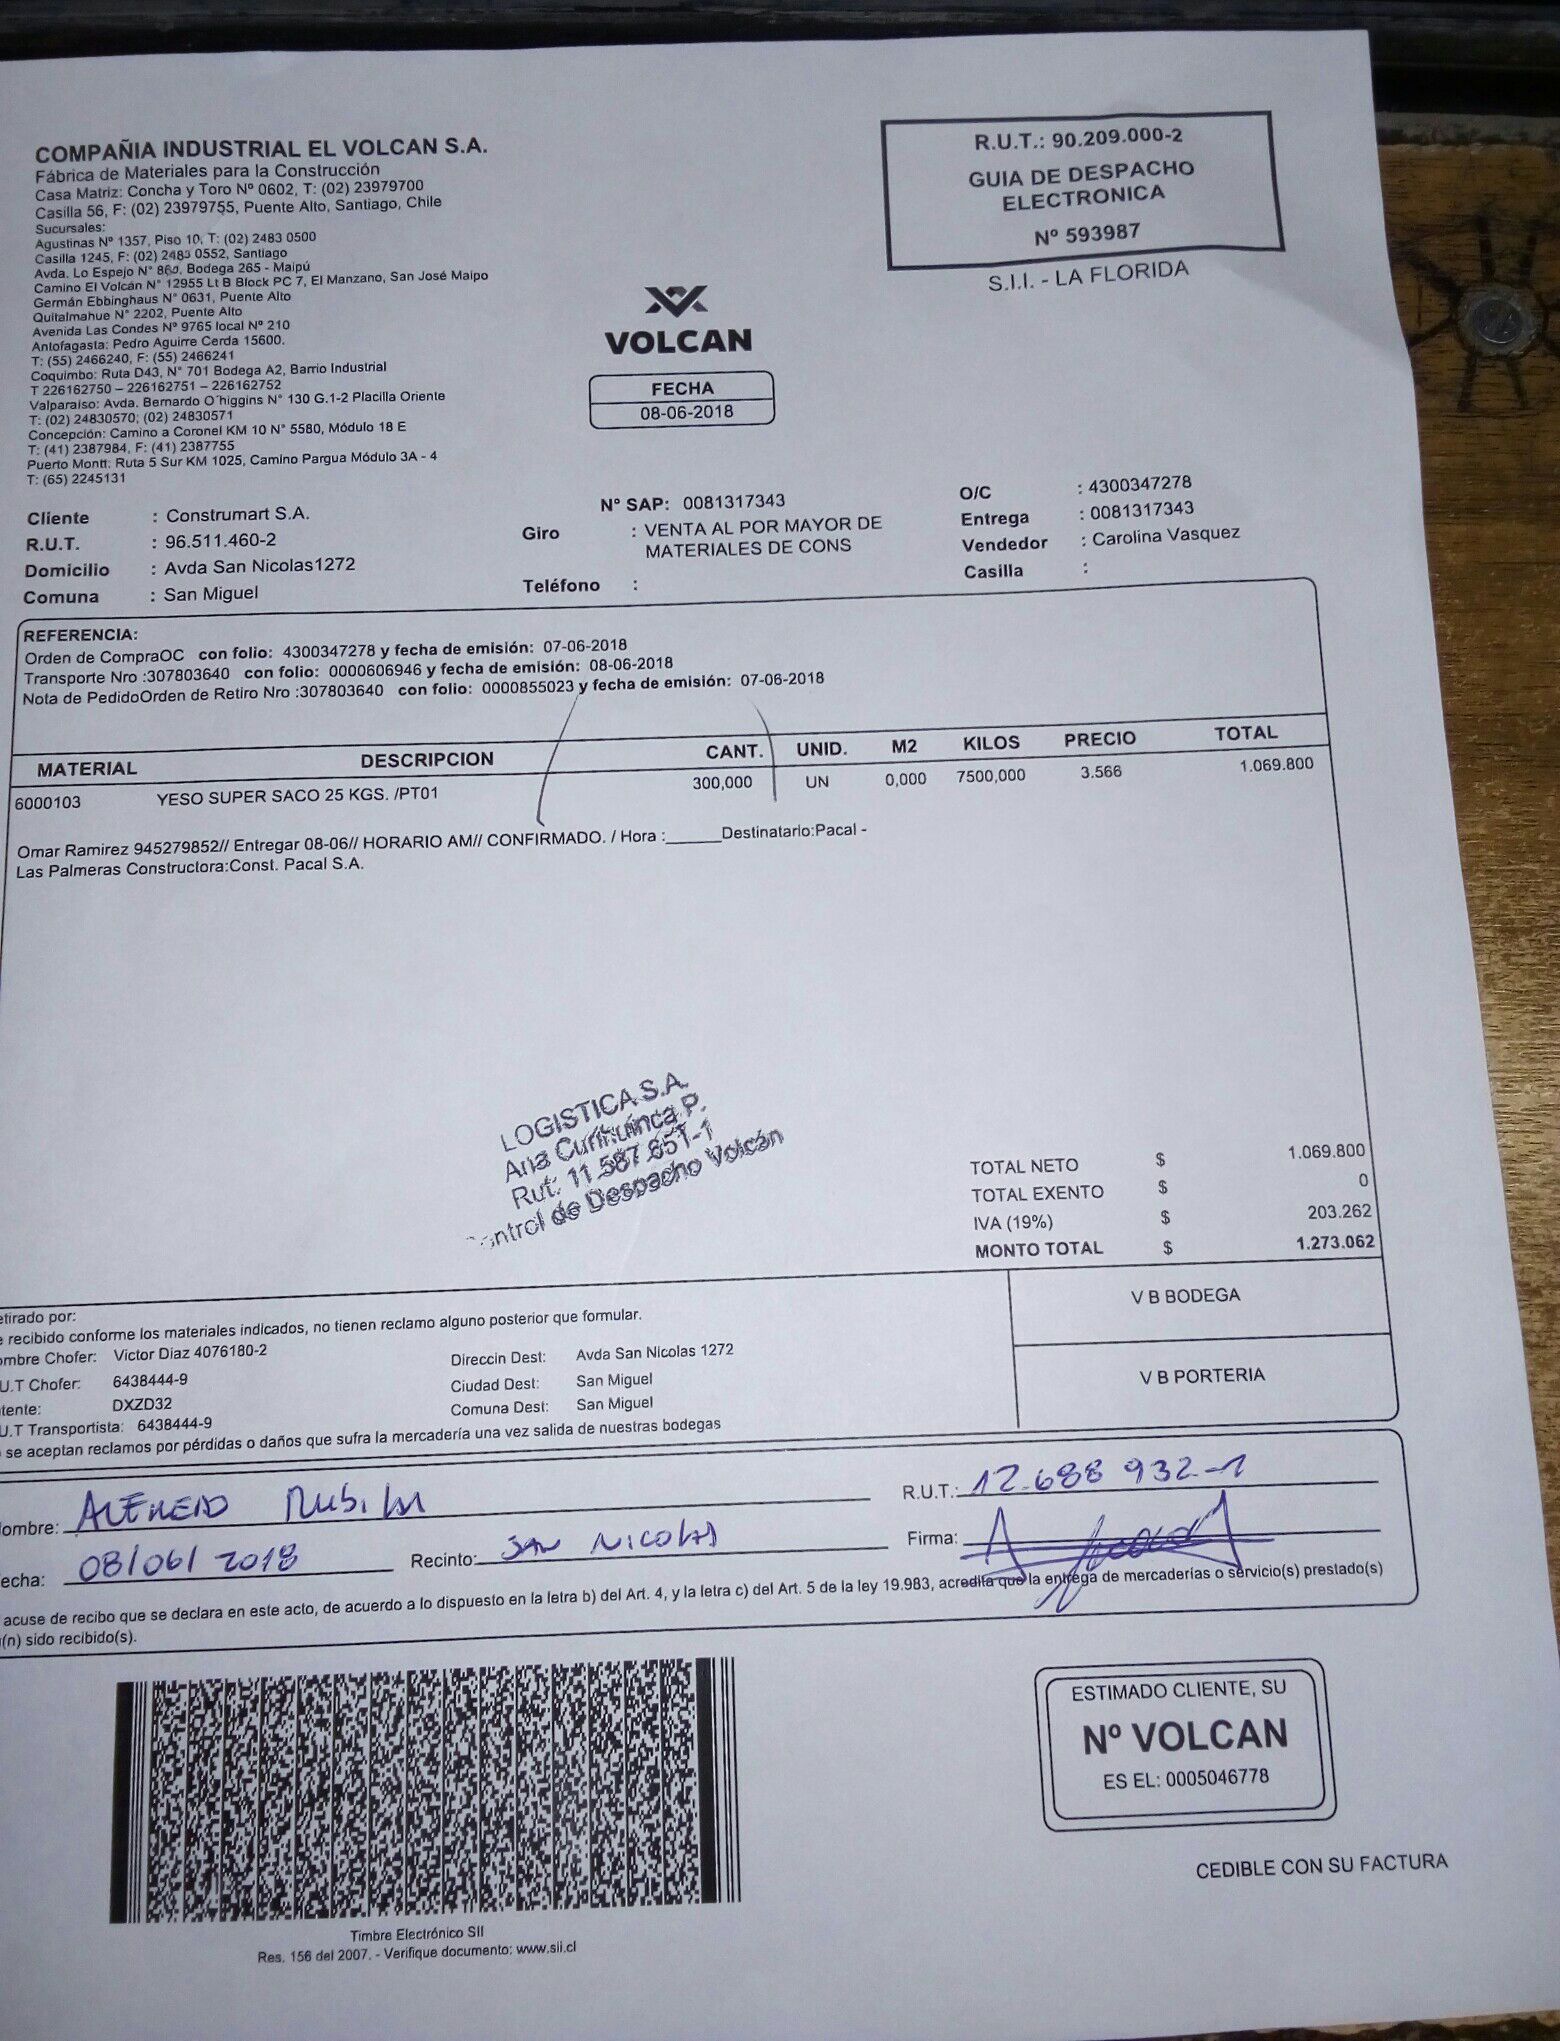 COMPAÑIA INDUSTRIAL EL VOLCAN S.A.
Fábrica de Materiales para la Construcción
Casa Matriz: Concha y Toro Nº 0602, T: (02) 23979700
Casilla 56, F: (02) 23979755, Puente Alto, Santiago, Chile
Sucursales:
Agustinas Nº 1357, Piso 10, T: (02) 2483 0500
Casilla 1245, F: (02) 2483 0552, Santiago
Avda. Lo Espejo N° 860, Bodega 265 - Maipú
Camino El Volcán N° 12955 Lt B Block PC 7, El Manzano, San José Maipo
Germán Ebbinghaus N° 0631, Puente Alto
Quitalmahue N° 2202, Puente Alto
Avenida Las Condes Nº 9765 local Nº 210
Antofagasta: Pedro Aguirre Cerda 15600.
T: (55) 2466240, F: (55) 2466241
Coquimbo: Ruta D43, N° 701 Bodega A2, Barrio Industrial
T 226162750 – 226162751 – 226162752
Valparaiso: Avda. Bernardo O´higgins N° 130 G.1-2 Placilla Oriente
T: (02) 24830570; (02) 24830571
Concepción: Camino a Coronel KM 10 N° 5580, Módulo 18 E
T: (41) 2387984, F: (41) 2387755
Puerto Montt: Ruta 5 Sur KM 1025, Camino Pargua Módulo 3A - 4
T: (65) 2245131
R.U.T.: 90.209.000-2
GUIA DE DESPACHO
ELECTRONICA
Nº 593987
S.I.I. - LA FLORIDA
VOLCAN
FECHA
08-06-2018
Cliente : Construmart S.A.
R.U.T. : 96.511.460-2
Domicilio : Avda San Nicolas1272
Comuna : San Miguel
Nº SAP: 0081317343
Giro : VENTA AL POR MAYOR DE
MATERIALES DE CONS
Teléfono :
O/C : 4300347278
Entrega : 0081317343
Vendedor : Carolina Vasquez
Casilla :
REFERENCIA:
Orden de CompraOC con folio: 4300347278 y fecha de emisión: 07-06-2018
Transporte Nro :307803640 con folio: 0000606946 y fecha de emisión: 08-06-2018
Nota de PedidoOrden de Retiro Nro :307803640 con folio: 0000855023 y fecha de emisión: 07-06-2018
MATERIAL DESCRIPCION CANT. UNID. M2 KILOS PRECIO TOTAL
6000103 YESO SUPER SACO 25 KGS. /PT01 300,000 UN 0,000 7500,000 3.566 1.069.800
Omar Ramirez 945279852// Entregar 08-06// HORARIO AM// CONFIRMADO. / Hora :______Destinatario:Pacal -
Las Palmeras Constructora:Const. Pacal S.A.
LOGISTICA S.A.
Ana Curihuinca P.
Rut: 11.587.651-1
ontrol de Despacho Volcán
TOTAL NETO $ 1.069.800
TOTAL EXENTO $ 0
IVA (19%) $ 203.262
MONTO TOTAL $ 1.273.062
etirado por:
e recibido conforme los materiales indicados, no tienen reclamo alguno posterior que formular.
ombre Chofer: Victor Diaz 4076180-2
U.T Chofer: 6438444-9
tente: DXZD32
U.T Transportista: 6438444-9
Direccin Dest: Avda San Nicolas 1272
Ciudad Dest: San Miguel
Comuna Dest: San Miguel
se aceptan reclamos por pérdidas o daños que sufra la mercadería una vez salida de nuestras bodegas
V B BODEGA
V B PORTERIA
ombre: ALFREDO R.U.T.: 12.688 932-1
echa: 08/06/2018 Recinto: SAN NICOLAS Firma:
acuse de recibo que se declara en este acto, de acuerdo a lo dispuesto en la letra b) del Art. 4, y la letra c) del Art. 5 de la ley 19.983, acredita que la entrega de mercaderías o servicio(s) prestado(s)
(n) sido recibido(s).
Timbre Electrónico SII
Res. 156 del 2007. - Verifique documento: www.sii.cl
ESTIMADO CLIENTE, SU
Nº VOLCAN
ES EL: 0005046778
CEDIBLE CON SU FACTURA